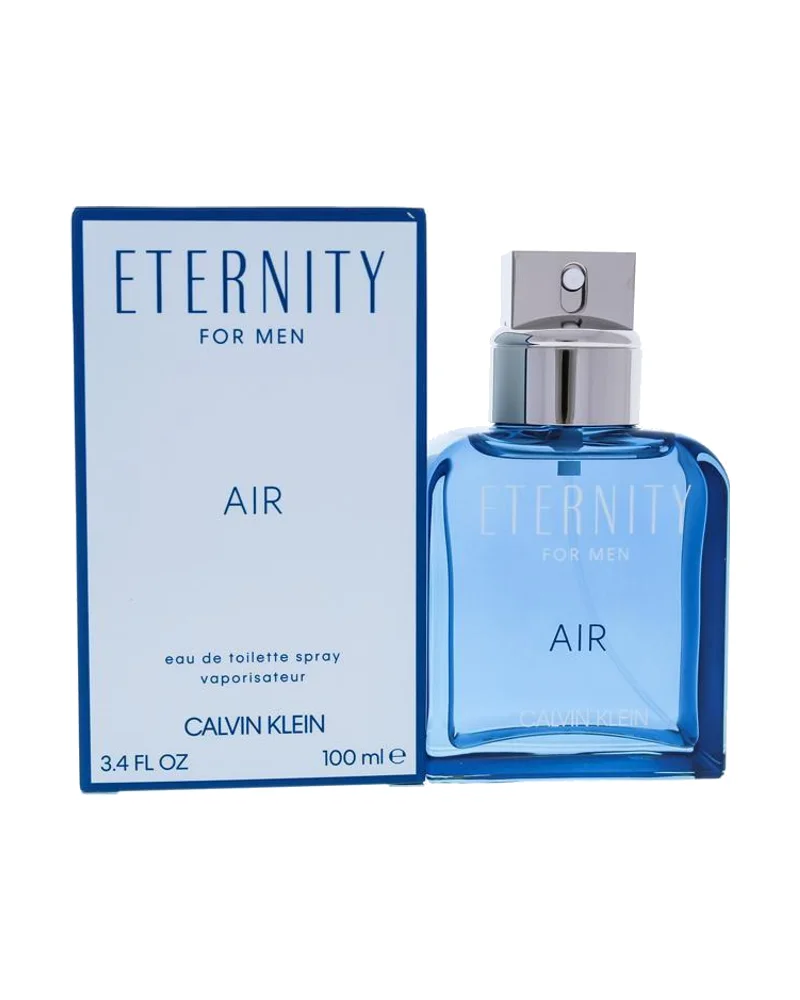 ETERNITY
FOR MEN
AIR
eau de toilette spray
vaporisateur
CALVIN KLEIN
3.4 FL OZ 100 ml ℮
ETERNITY
FOR MEN
AIR
CALVIN KLEIN